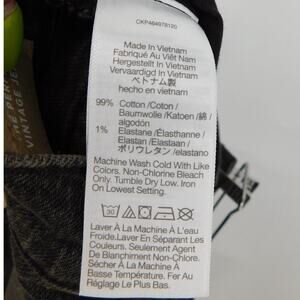 CKP464978120
Made In Vietnam
Fabriqué Au Viêt Nam
Hergestellt In Vietnam
Vervaardigd In Vietnam
ベトナム製
hecho en vietnam
99% Cotton /Coton /
Baumwolle /Katoen /綿 /
algodón
1% Elastane /Élasthanne /
Elastan /Elastaan /
ポリウレタン /elastano
Machine Wash Cold With Like
Colors. Non-Chlorine Bleach
Only. Tumble Dry Low. Iron
On Lowest Setting.
30
Laver À La Machine À L'eau
Froide.Laver En Séparant Les
Couleurs. Seulement Agent
De Blanchiment Non-Chlore.
Sécher À La Machine À
Basse Température. Fer Au
Réglage Le Plus Bas.
VINTAGE